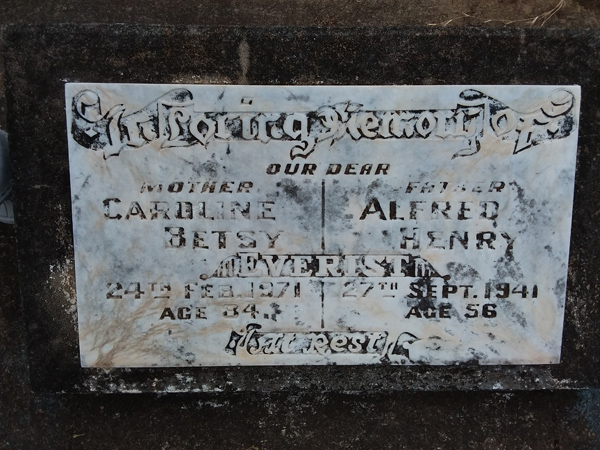 In Loving Memory Of
OUR DEAR
MOTHER FATHER
CAROLINE ALFRED
BETSY HENRY
EVERIST
24TH FEB. 1971 27TH SEPT. 1941
AGE 84 AGE 56
At Rest